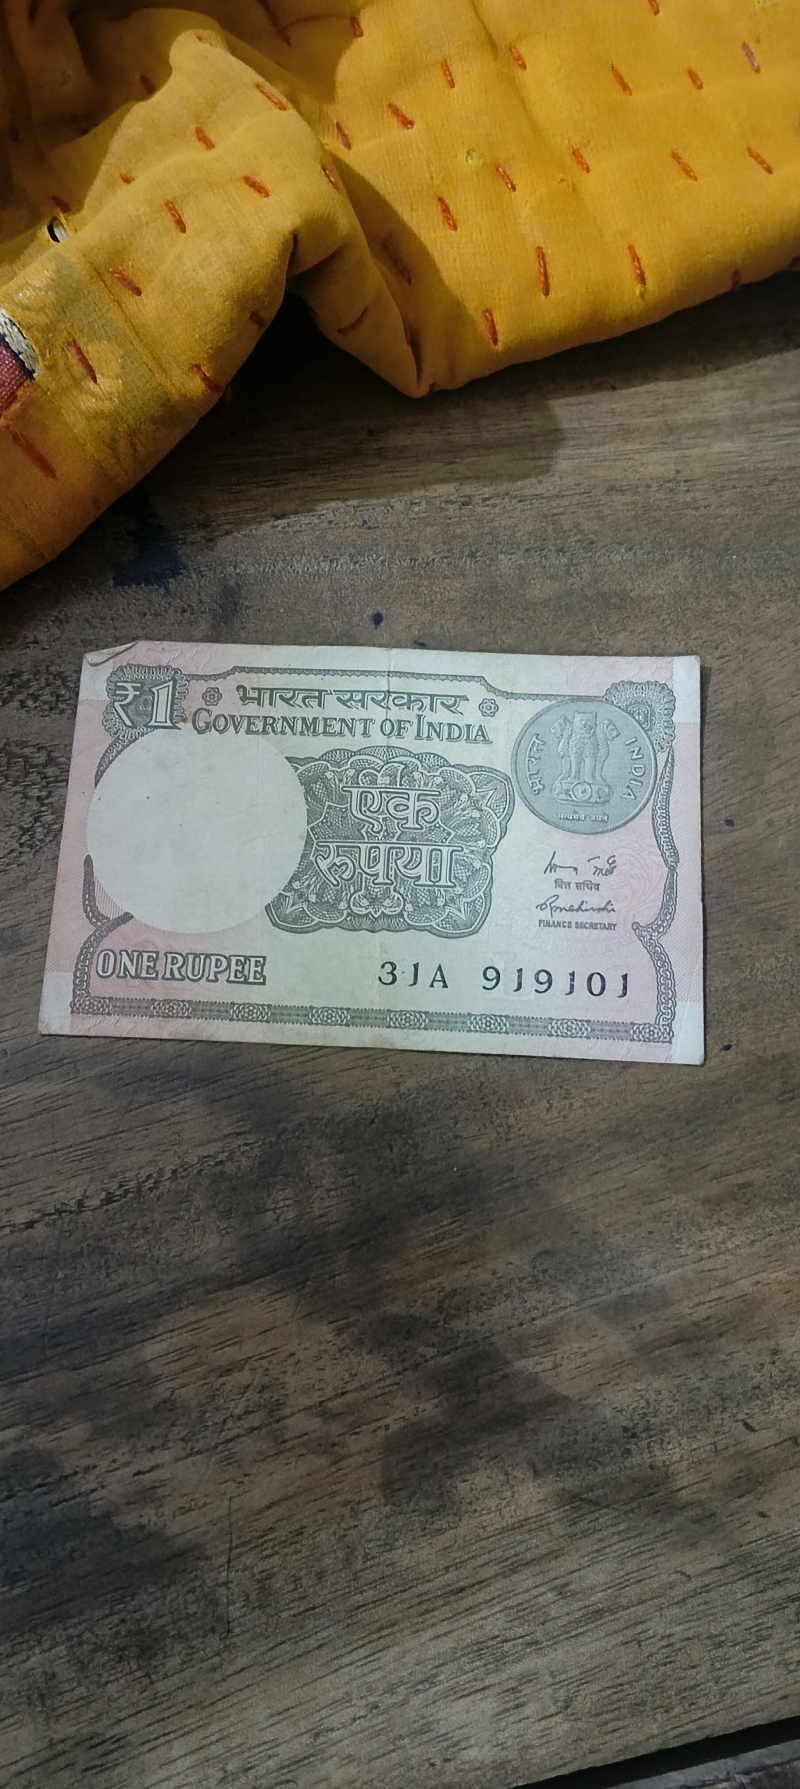 ₹1
भारत सरकार
GOVERNMENT OF INDIA
भारत
INDIA
सत्यमेव जयते
एक
रुपया
वित्त सचिव
FINANCE SECRETARY
ONE RUPEE
31A 919101